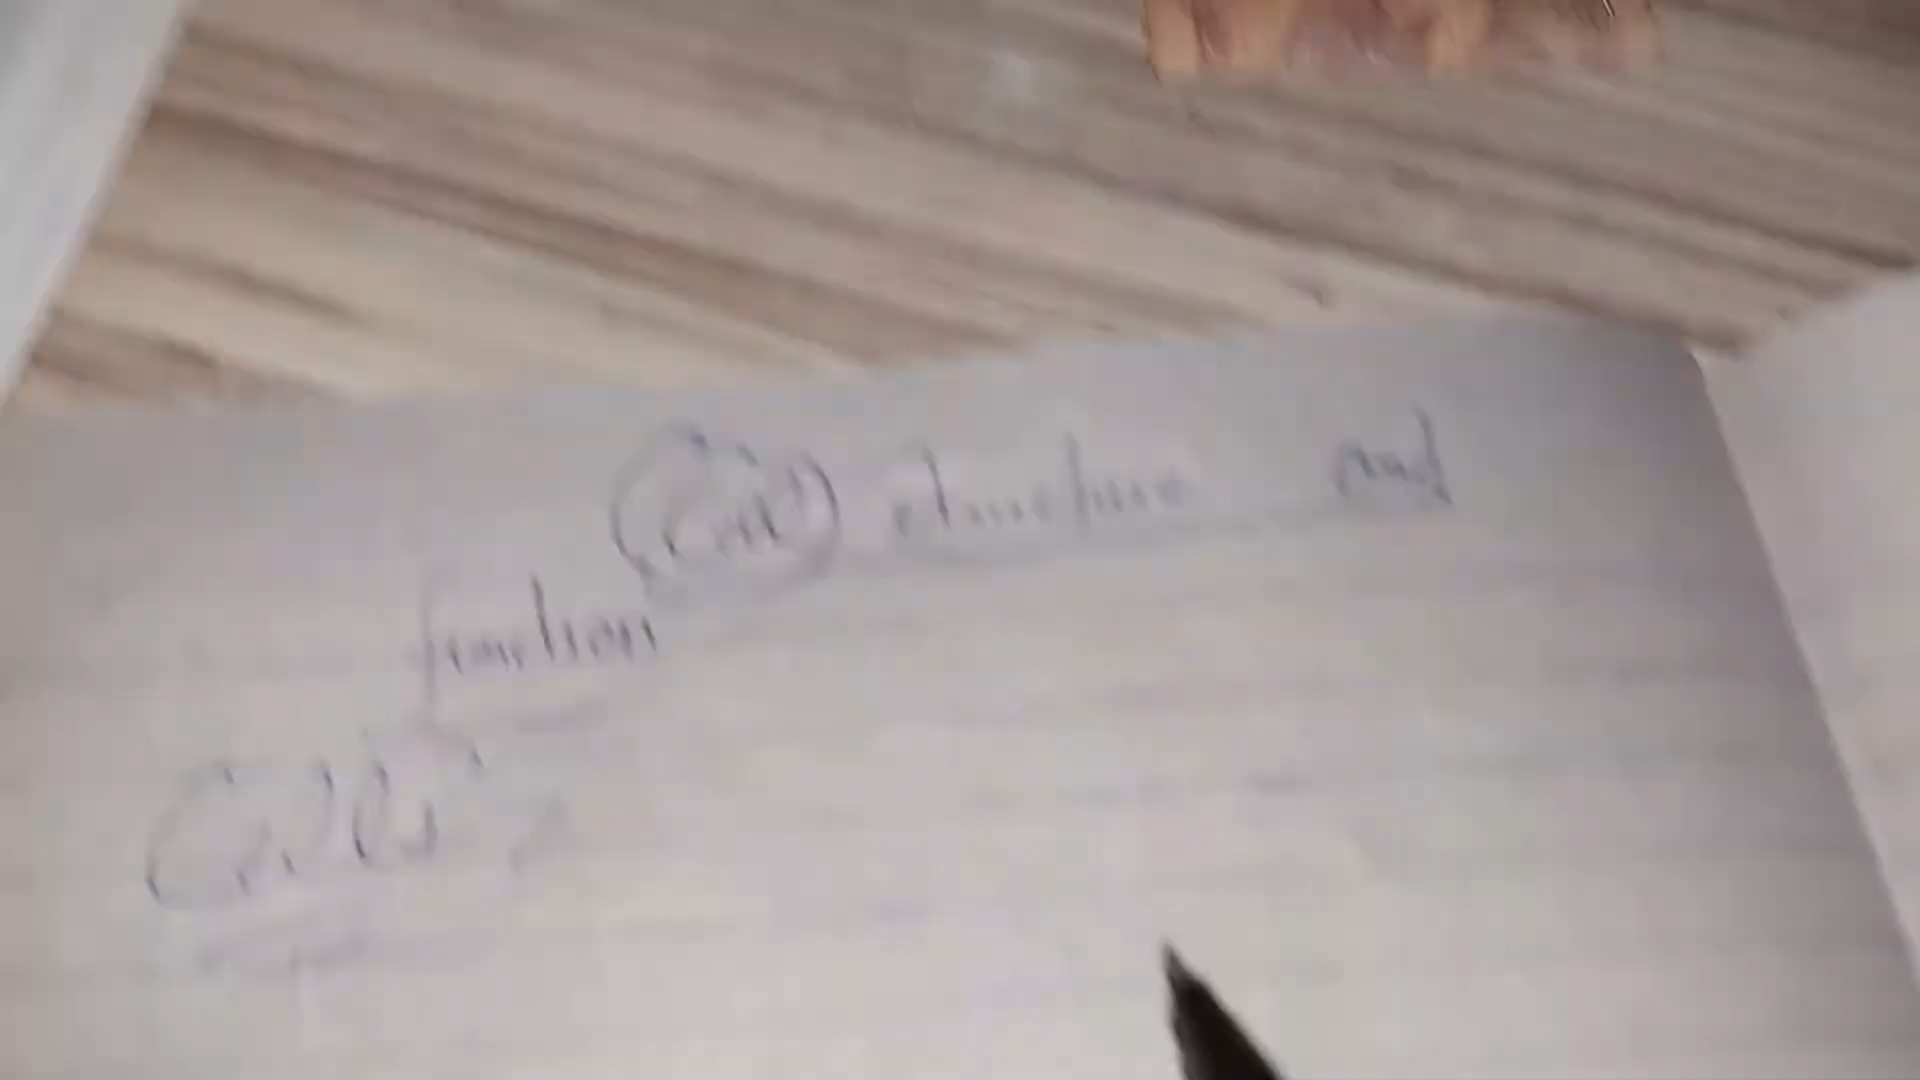 (Cell) structure and
function
Cells